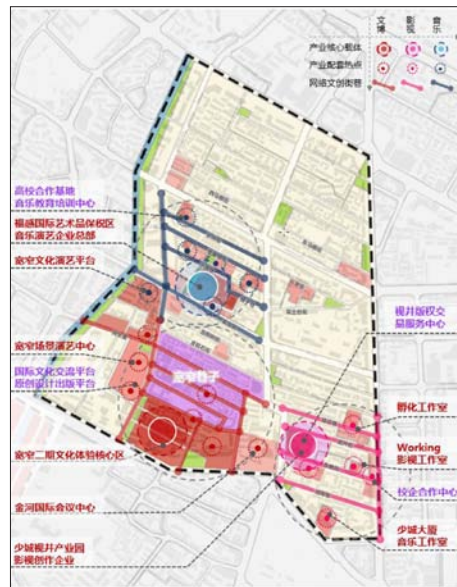 文博 影视 音乐
产业核心载体
产业配套热点
网络文创街巷
高校合作基地
音乐教育培训中心
福感国际艺术品保税区
音乐演艺企业总部
宽窄文化演艺平台
视井版权交
易服务中心
宽窄场景演艺中心
国际文化交流平台
原创设计出版平台
宽窄巷子
孵化工作室
宽窄二期文化体验核心区
Working
影视工作室
校企合作中心
金河国际会议中心
少城视井产业园
影视创作企业
少城大厦
音乐工作室